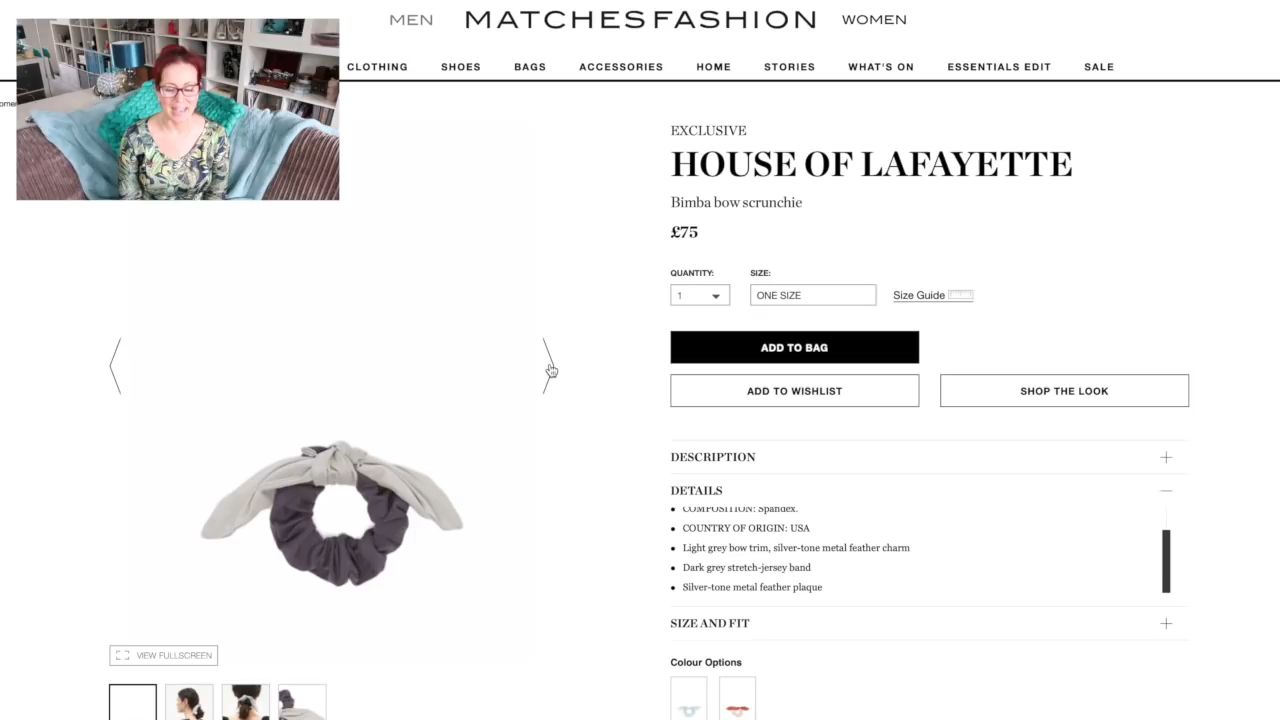 MEN
MATCHESFASHION
WOMEN
CLOTHING
SHOES
BAGS
ACCESSORIES
HOME
STORIES
WHAT'S ON
ESSENTIALS EDIT
SALE
EXCLUSIVE
HOUSE OF LAFAYETTE
Bimba bow scrunchie
£75
QUANTITY:
SIZE:
1
ONE SIZE
Size Guide
ADD TO BAG
ADD TO WISHLIST
SHOP THE LOOK
DESCRIPTION
DETAILS
COMPOSITION: Spandex.
COUNTRY OF ORIGIN: USA
Light grey bow trim, silver-tone metal feather charm
Dark grey stretch-jersey band
Silver-tone metal feather plaque
SIZE AND FIT
VIEW FULLSCREEN
Colour Options